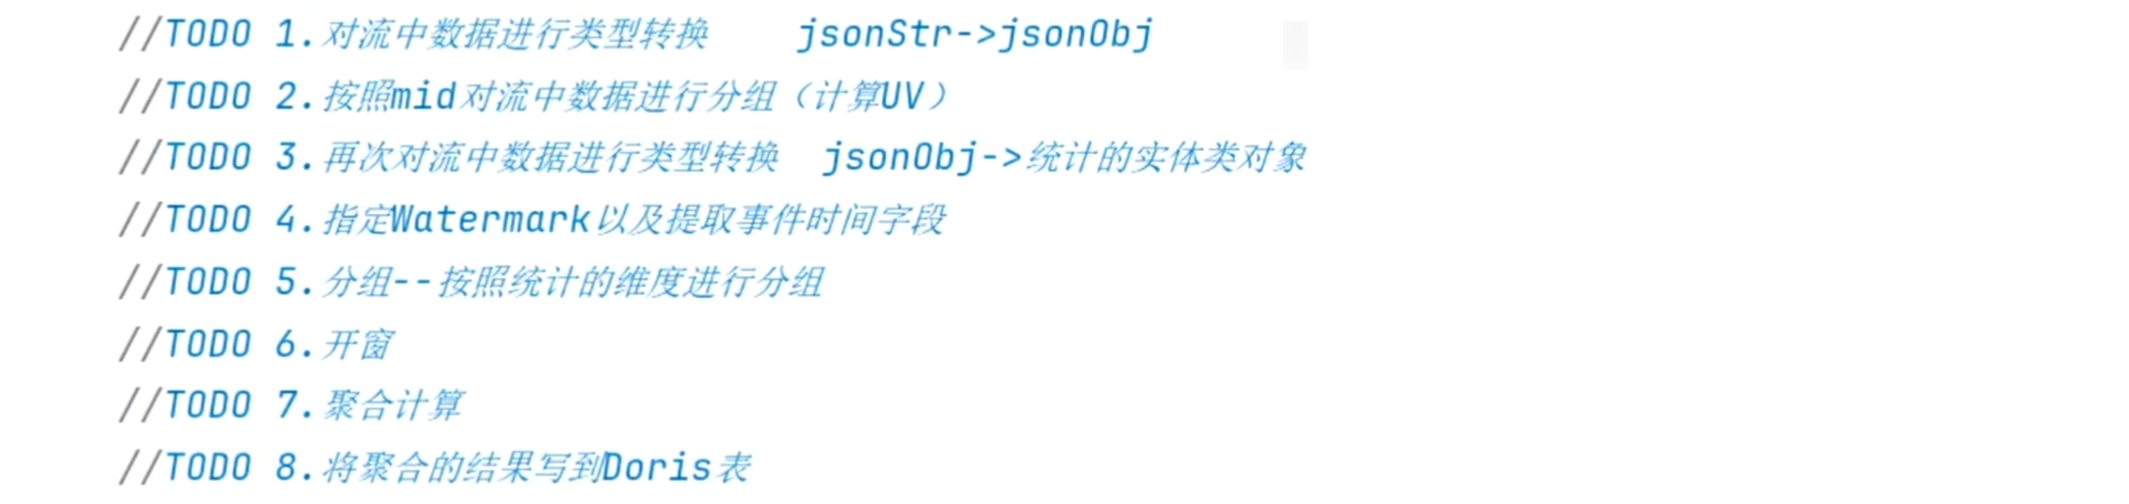 //TODO 1.对流中数据进行类型转换    jsonStr->jsonObj
//TODO 2.按照mid对流中数据进行分组（计算UV）
//TODO 3.再次对流中数据进行类型转换  jsonObj->统计的实体类对象
//TODO 4.指定Watermark以及提取事件时间字段
//TODO 5.分组--按照统计的维度进行分组
//TODO 6.开窗
//TODO 7.聚合计算
//TODO 8.将聚合的结果写到Doris表